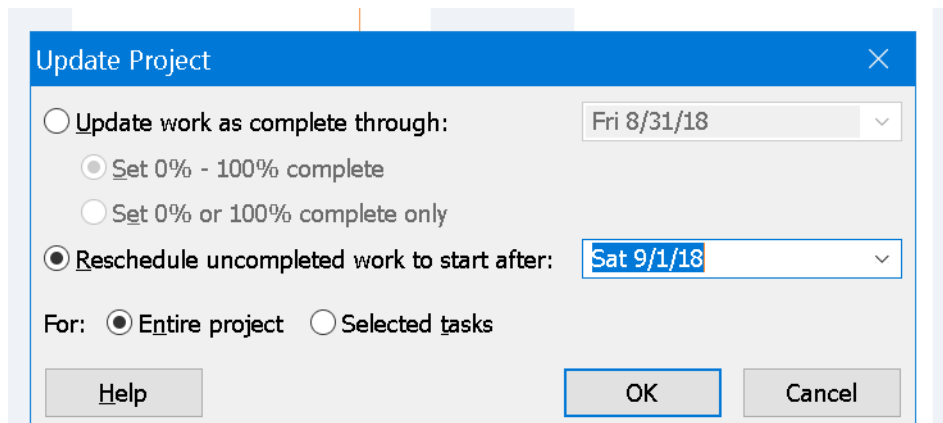 Update Project
Update work as complete through: Fri 8/31/18
Set 0% - 100% complete
Set 0% or 100% complete only
Reschedule uncompleted work to start after: Sat 9/1/18
For: Entire project Selected tasks
Help OK Cancel